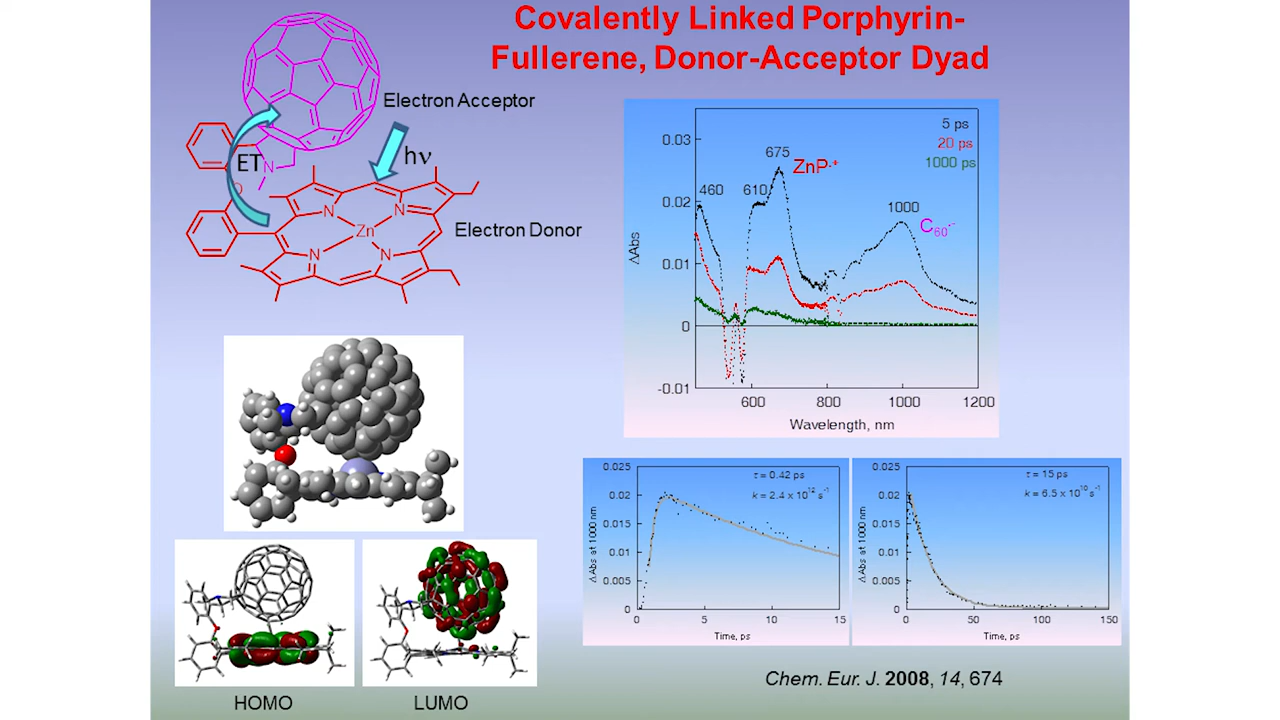 Covalently Linked Porphyrin-
Fullerene, Donor-Acceptor Dyad
Electron Acceptor
hν
ET
N
O
N
N
Zn
N
N
Electron Donor
5 ps
20 ps
1000 ps
0.03
0.02
0.01
0
-0.01
ΔAbs
460
610
675
ZnP·+
1000
C60·-
600
800
1000
1200
Wavelength, nm
HOMO
LUMO
0.025
0.02
0.015
0.01
0.005
0
ΔAbs at 1000 nm
τ = 0.42 ps
k = 2.4 x 10¹² s⁻¹
0
5
10
15
Time, ps
0.025
0.02
0.015
0.01
0.005
0
ΔAbs at 1000 nm
τ = 15 ps
k = 6.5 x 10¹⁰ s⁻¹
0
50
100
150
Time, ps
Chem. Eur. J. 2008, 14, 674